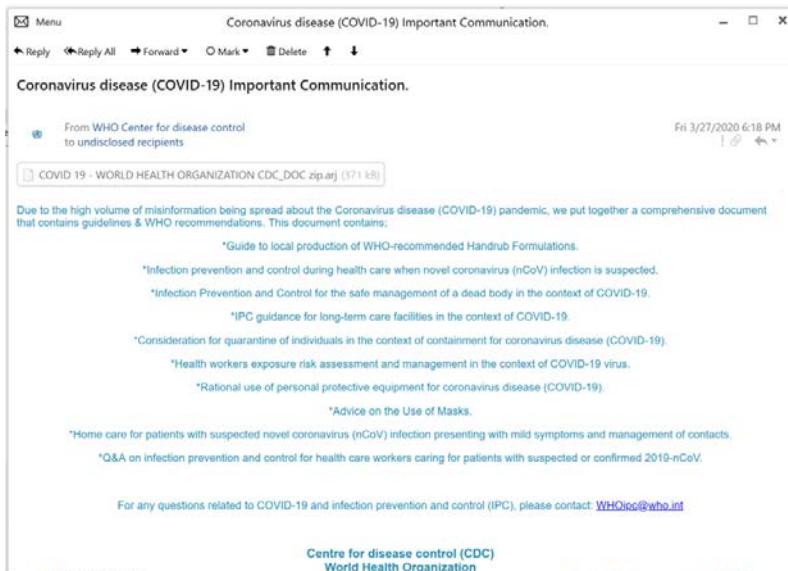 Menu Coronavirus disease (COVID-19) Important Communication.
Reply Reply All Forward Mark Delete
Coronavirus disease (COVID-19) Important Communication.
From WHO Center for disease control Fri 3/27/2020 6:18 PM
to undisclosed recipients
COVID 19 - WORLD HEALTH ORGANIZATION CDC_DOC zip.arj (371 kB)
Due to the high volume of misinformation being spread about the Coronavirus disease (COVID-19) pandemic, we put together a comprehensive document
that contains guidelines & WHO recommendations. This document contains;
*Guide to local production of WHO-recommended Handrub Formulations.
*Infection prevention and control during health care when novel coronavirus (nCoV) infection is suspected.
*Infection Prevention and Control for the safe management of a dead body in the context of COVID-19.
*IPC guidance for long-term care facilities in the context of COVID-19.
*Consideration for quarantine of individuals in the context of containment for coronavirus disease (COVID-19).
*Health workers exposure risk assessment and management in the context of COVID-19 virus.
*Rational use of personal protective equipment for coronavirus disease (COVID-19).
*Advice on the Use of Masks.
*Home care for patients with suspected novel coronavirus (nCoV) infection presenting with mild symptoms and management of contacts.
*Q&A on infection prevention and control for health care workers caring for patients with suspected or confirmed 2019-nCoV.
For any questions related to COVID-19 and infection prevention and control (IPC), please contact: WHOipc@who.int
Centre for disease control (CDC)
World Health Organization